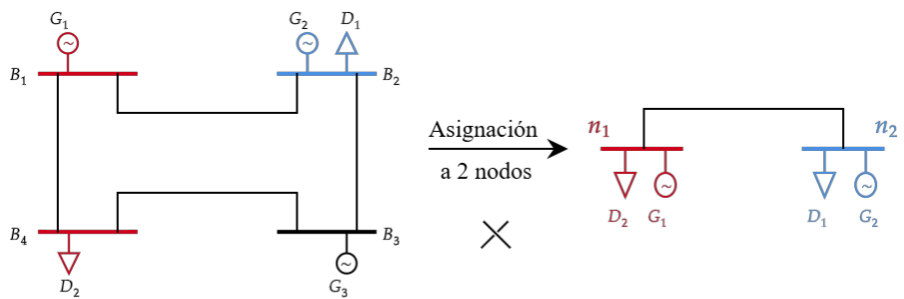 G₁
G₂ D₁
B₁
B₂
B₄
B₃
D₂
G₃
Asignación
a 2 nodos
n₁
n₂
D₂ G₁
D₁ G₂